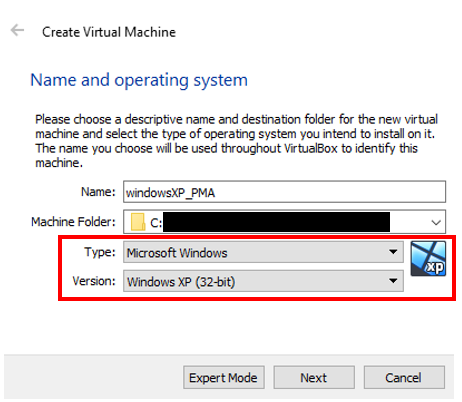 Create Virtual Machine
Name and operating system
Please choose a descriptive name and destination folder for the new virtual
machine and select the type of operating system you intend to install on it.
The name you choose will be used throughout VirtualBox to identify this
machine.
Name: windowsXP_PMA
Machine Folder: C:
Type: Microsoft Windows
xp
Version: Windows XP (32-bit)
Expert Mode Next Cancel